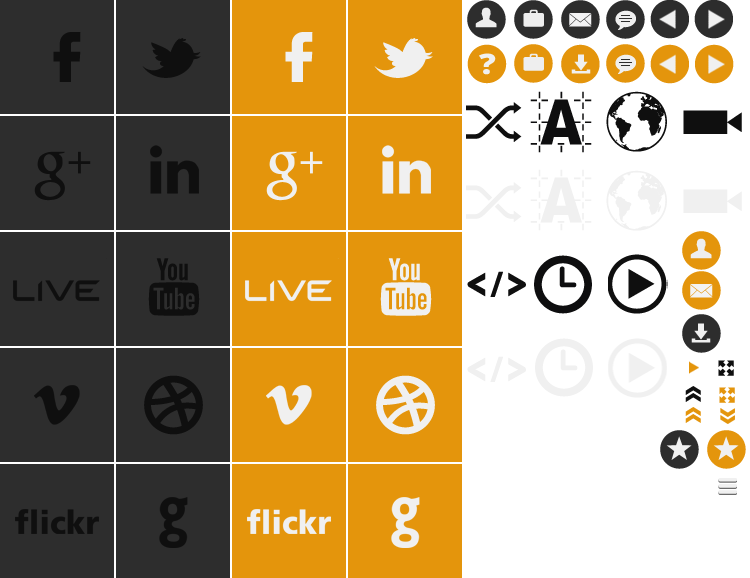 f f
?
A
g+ in g+ in
A
LIVE You Tube LIVE You Tube
</>
v v
</>
flickr g flickr g